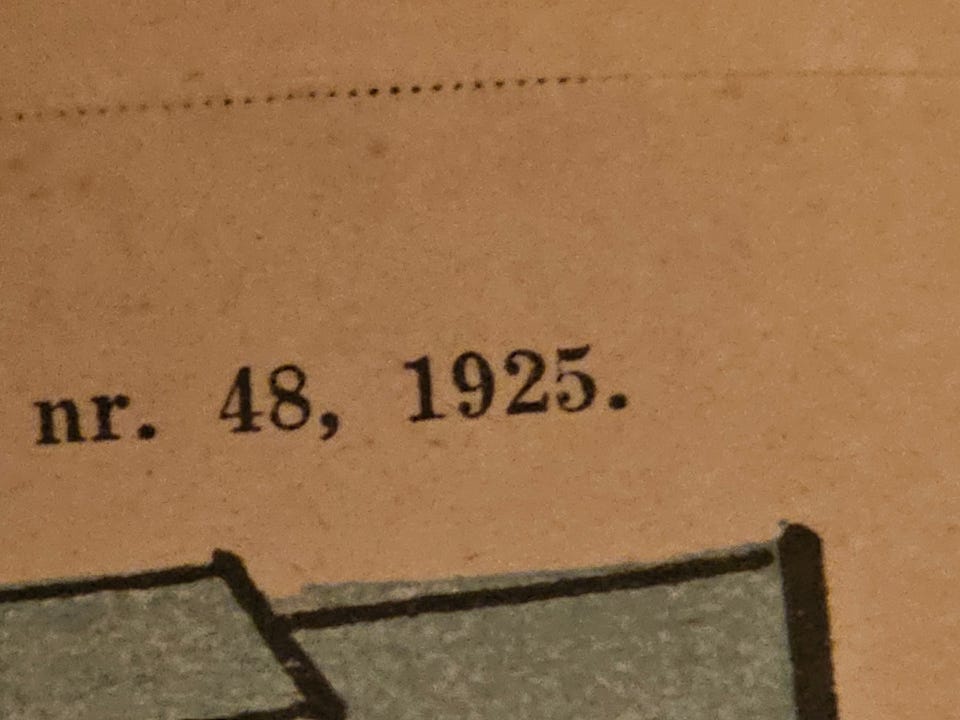 nr. 48, 1925.